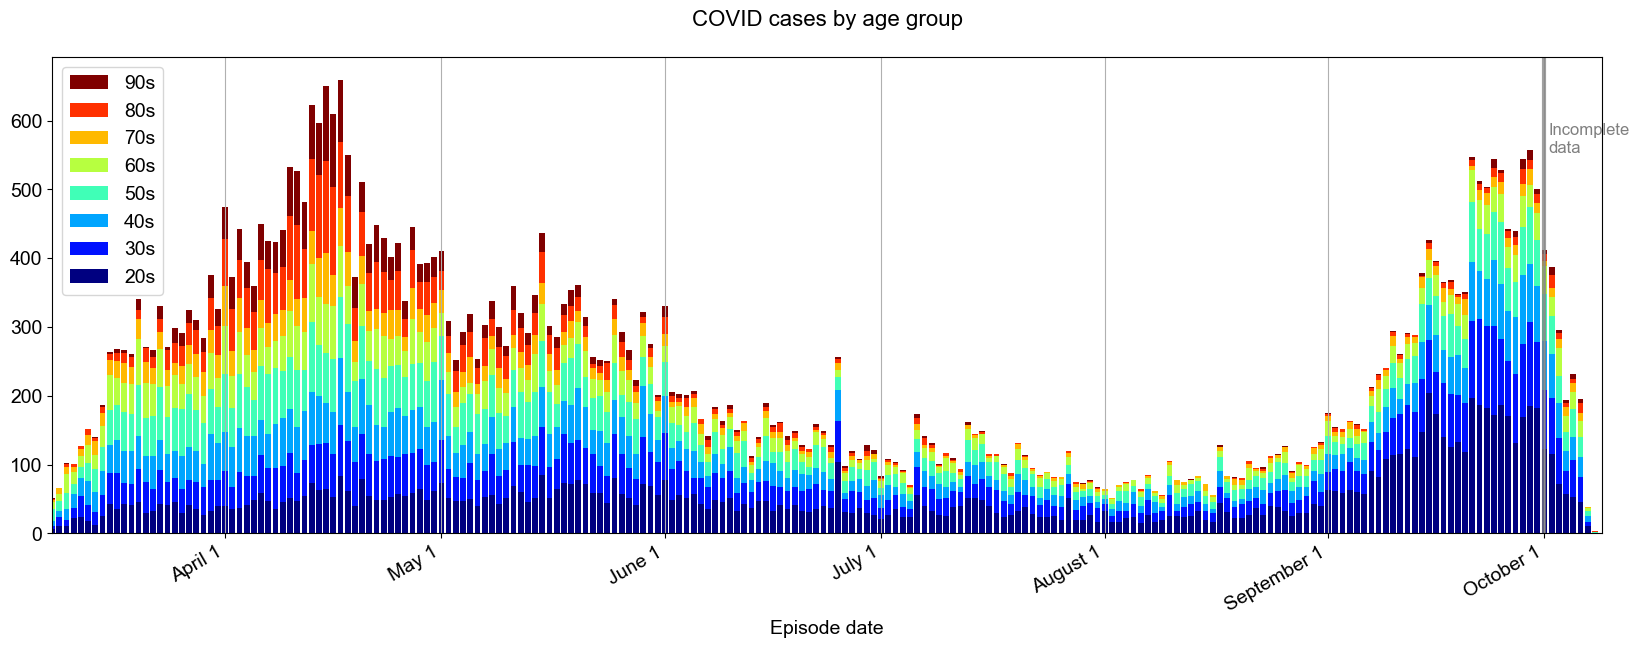 COVID cases by age group
90s
80s
70s
60s
50s
40s
30s
20s
600
500
400
300
200
100
0
Incomplete
data
April 1
May 1
June 1
July 1
August 1
September 1
October 1
Episode date